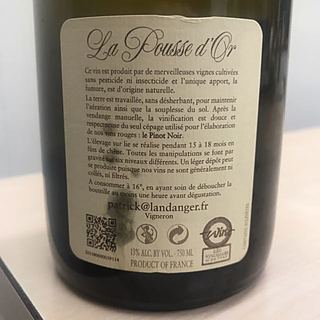 La Pousse d'Or
Ce vin est produit par de merveilleuses vignes cultivées
sans pesticide ni insecticide et l'unique apport, la
fumure, est d'origine naturelle.
La terre est travaillée, sans désherbant, pour maintenir
l'aération ainsi que la souplesse du sol. Après la
vendange manuelle, la vinification est douce et
respectueuse du seul cépage utilisé pour l'élaboration
de nos vins rouges : le Pinot Noir.
L'élevage sur lie se réalise pendant 15 à 18 mois en
fûts de chêne. Toutes les manipulations se font par
gravité sur six niveaux différents. Un léger dépôt peut
se produire puisque nos vins ne sont généralement ni
collés, ni filtrés.
A consommer à 16°, en ayant soin de déboucher la
bouteille au moins une heure avant dégustation.
patrick@landanger.fr
Vigneron
13% ALC. BY VOL. - 750 ML
PRODUCT OF FRANCE